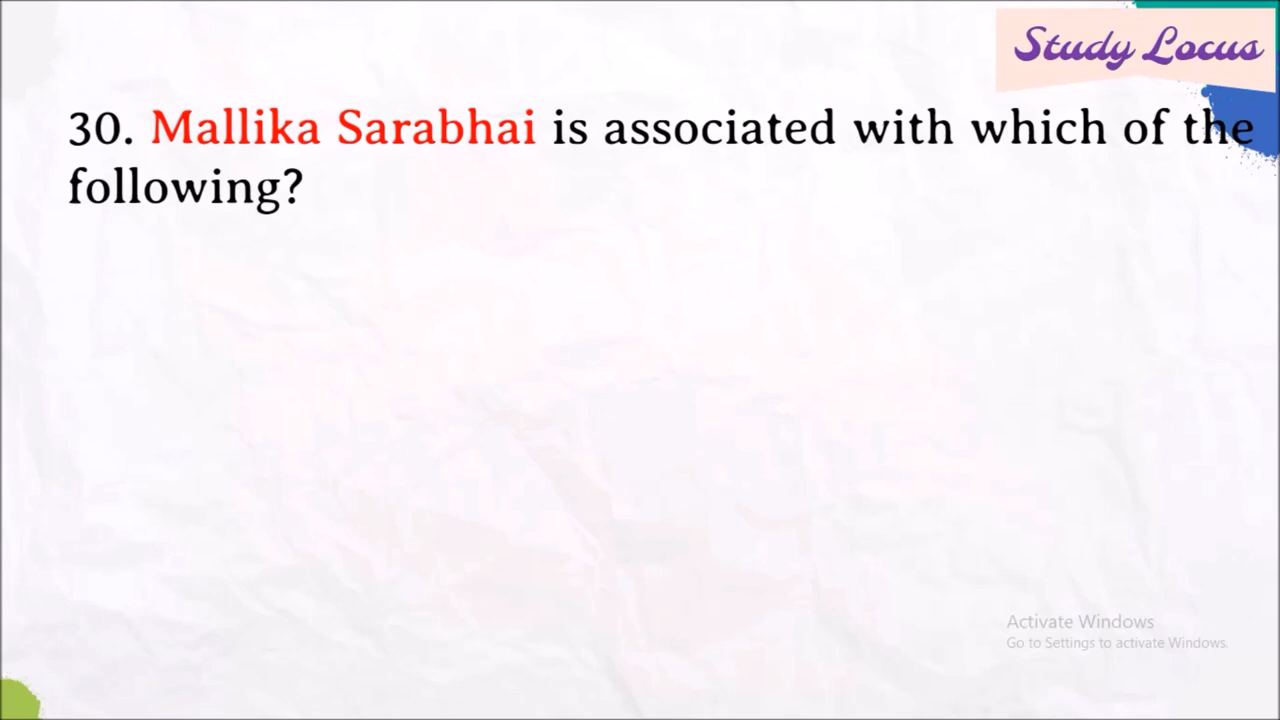 Study Locus
30. Mallika Sarabhai is associated with which of the
following?
Activate Windows
Go to Settings to activate Windows.